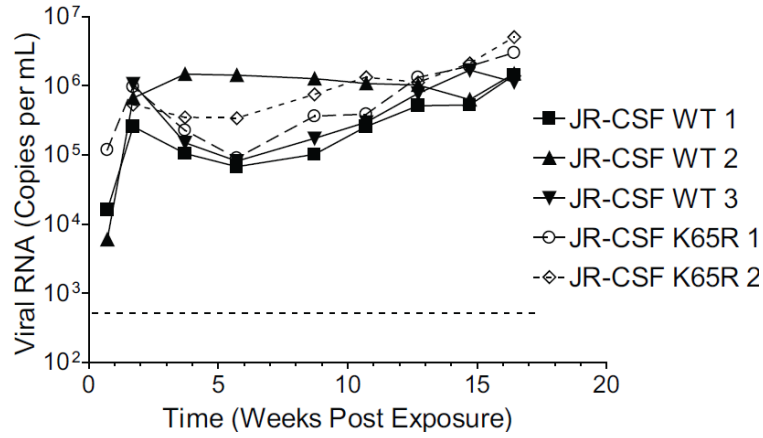 10⁷
10⁶
10⁵
10⁴
10³
10²
Viral RNA (Copies per mL)
0
5
10
15
20
Time (Weeks Post Exposure)
JR-CSF WT 1
JR-CSF WT 2
JR-CSF WT 3
JR-CSF K65R 1
JR-CSF K65R 2